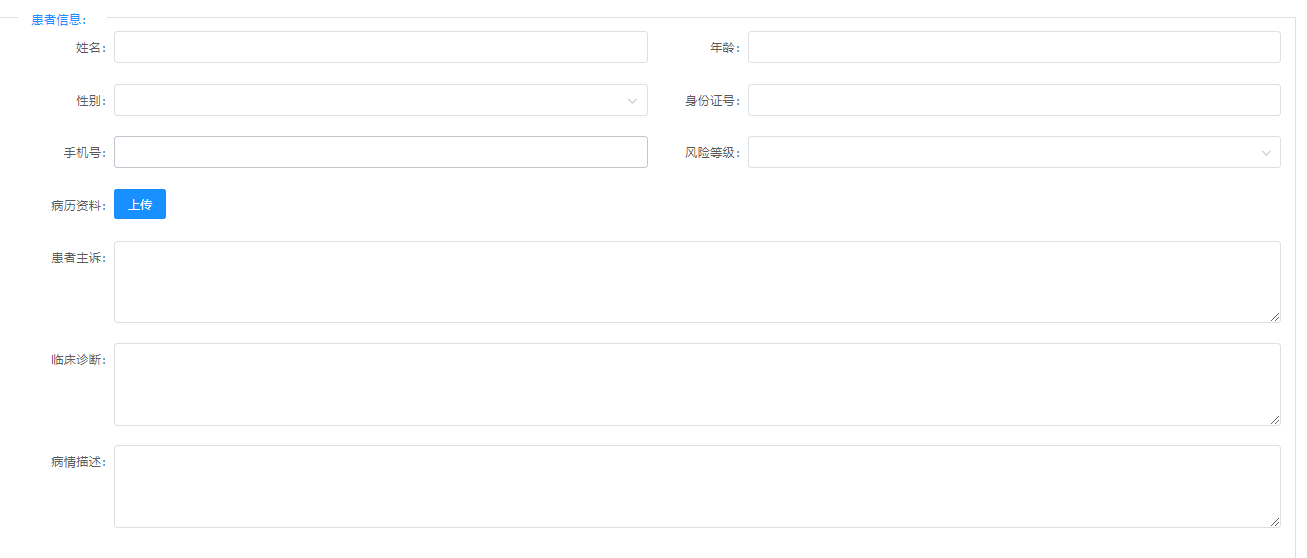 患者信息:
姓名:
年龄:
性别:
身份证号:
手机号:
风险等级:
病历资料:
上传
患者主诉:
临床诊断:
病情描述: